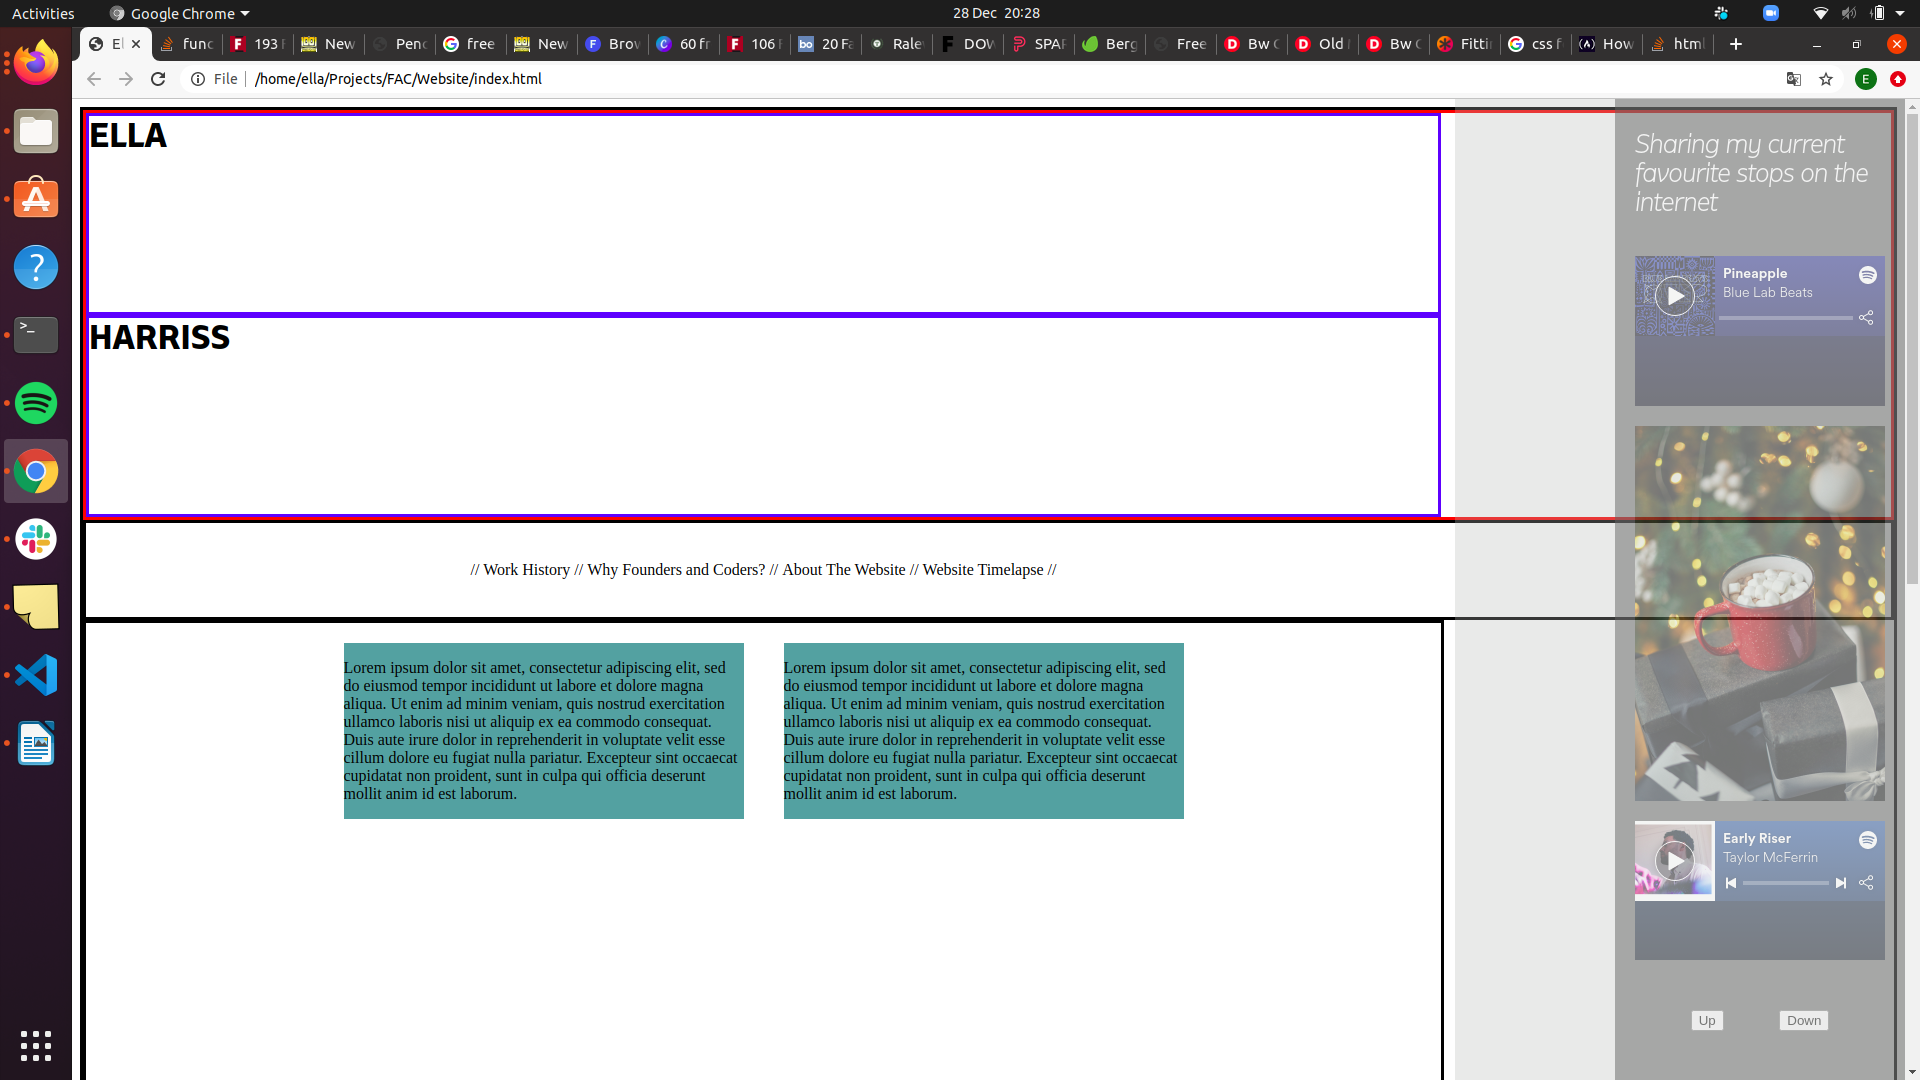 Activities
Google Chrome
28 Dec 20:28
El
func
193 F
New
Penc
free
New
Brov
60 fr
106 F
20 Fa
Rale
DOW
SPAR
Berg
Free
Bw C
Old
Bw C
Fittin
css f
How
html
File
/home/ella/Projects/FAC/Website/index.html
E
ELLA
HARRISS
// Work History // Why Founders and Coders? // About The Website // Website Timelapse //
Lorem ipsum dolor sit amet, consectetur adipiscing elit, sed
do eiusmod tempor incididunt ut labore et dolore magna
aliqua. Ut enim ad minim veniam, quis nostrud exercitation
ullamco laboris nisi ut aliquip ex ea commodo consequat.
Duis aute irure dolor in reprehenderit in voluptate velit esse
cillum dolore eu fugiat nulla pariatur. Excepteur sint occaecat
cupidatat non proident, sunt in culpa qui officia deserunt
mollit anim id est laborum.
Lorem ipsum dolor sit amet, consectetur adipiscing elit, sed
do eiusmod tempor incididunt ut labore et dolore magna
aliqua. Ut enim ad minim veniam, quis nostrud exercitation
ullamco laboris nisi ut aliquip ex ea commodo consequat.
Duis aute irure dolor in reprehenderit in voluptate velit esse
cillum dolore eu fugiat nulla pariatur. Excepteur sint occaecat
cupidatat non proident, sunt in culpa qui officia deserunt
mollit anim id est laborum.
Sharing my current
favourite stops on the
internet
Pineapple
Blue Lab Beats
Early Riser
Taylor McFerrin
Up
Down